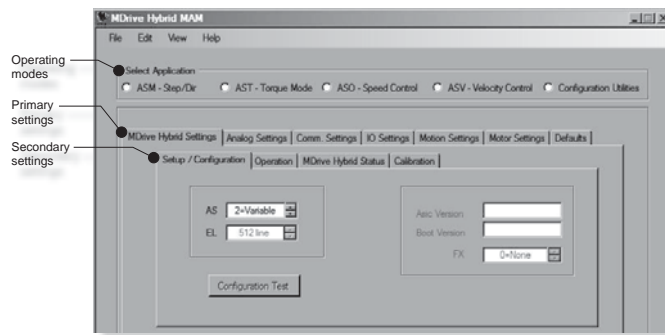 MDrive Hybrid MAM
File Edit View Help
Operating modes
Select Application
ASM - Step/Dir AST - Torque Mode ASO - Speed Control ASV - Velocity Control Configuration Utilities
Primary settings
MDrive Hybrid Settings Analog Settings Comm. Settings IO Settings Motion Settings Motor Settings Defaults
Secondary settings
Setup / Configuration Operation MDrive Hybrid Status Calibration
AS 2=Variable
EL 512 line
Asic Version
Boot Version
FX 0=None
Configuration Test